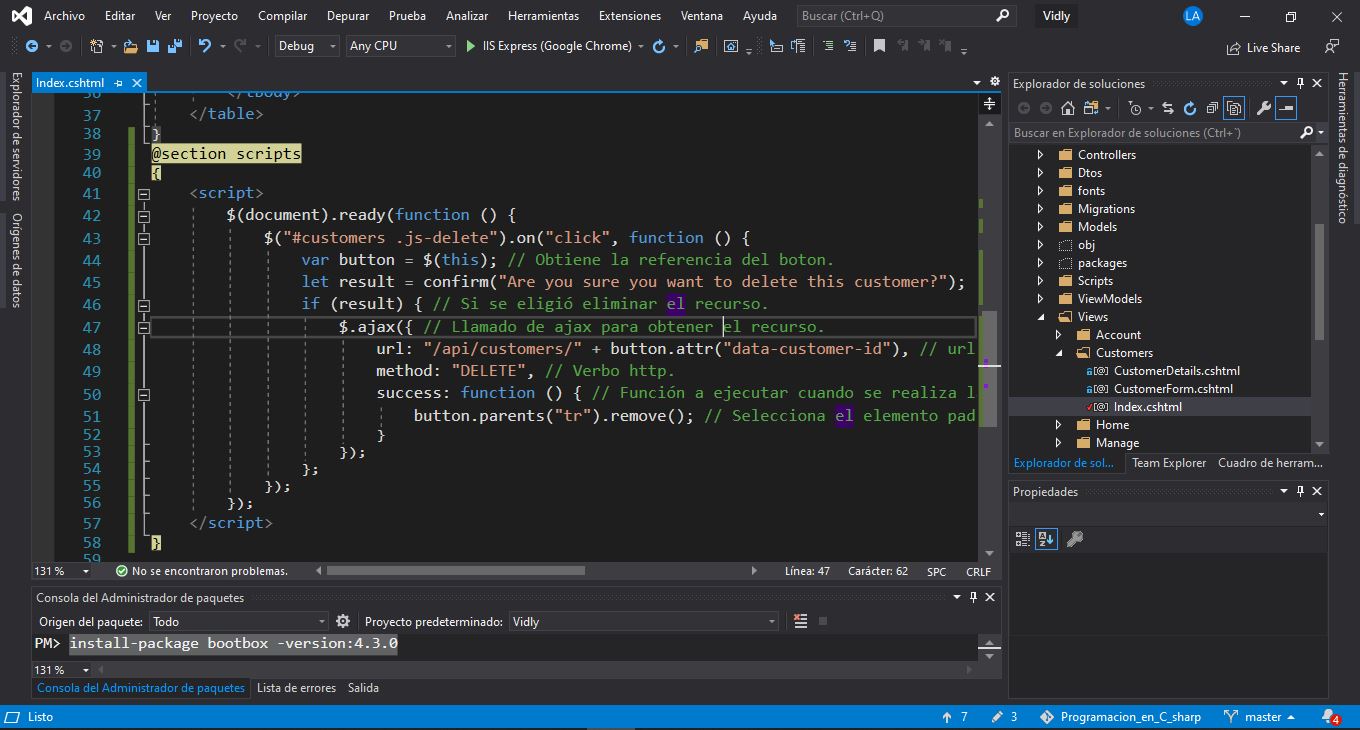 Archivo Editar Ver Proyecto Compilar Depurar Prueba Analizar Herramientas Extensiones Ventana Ayuda Buscar (Ctrl+Q) Vidly LA
Debug Any CPU IIS Express (Google Chrome) Live Share
Explorador de servidores
Orígenes de datos
Index.cshtml
36 </tbody>
37 </table>
38 }
39 @section scripts
40 {
41 <script>
42 $(document).ready(function () {
43 $("#customers .js-delete").on("click", function () {
44 var button = $(this); // Obtiene la referencia del boton.
45 let result = confirm("Are you sure you want to delete this customer?");
46 if (result) { // Si se eligió eliminar el recurso.
47 $.ajax({ // Llamado de ajax para obtener el recurso.
48 url: "/api/customers/" + button.attr("data-customer-id"), // url
49 method: "DELETE", // Verbo http.
50 success: function () { // Función a ejecutar cuando se realiza l
51 button.parents("tr").remove(); // Selecciona el elemento pad
52 }
53 });
54 };
55 });
56 });
57 </script>
58 }
59
131 % No se encontraron problemas. Línea: 47 Carácter: 62 SPC CRLF
Consola del Administrador de paquetes
Origen del paquete: Todo Proyecto predeterminado: Vidly
PM> install-package bootbox -version:4.3.0
131 %
Consola del Administrador de paquetes Lista de errores Salida
Explorador de soluciones
Buscar en Explorador de soluciones (Ctrl+`)
Controllers
Dtos
fonts
Migrations
Models
obj
packages
Scripts
ViewModels
Views
Account
Customers
CustomerDetails.cshtml
CustomerForm.cshtml
Index.cshtml
Home
Manage
Explorador de sol... Team Explorer Cuadro de herram...
Propiedades
Herramientas de diagnóstico
Listo 7 3 Programacion_en_C_sharp master 4